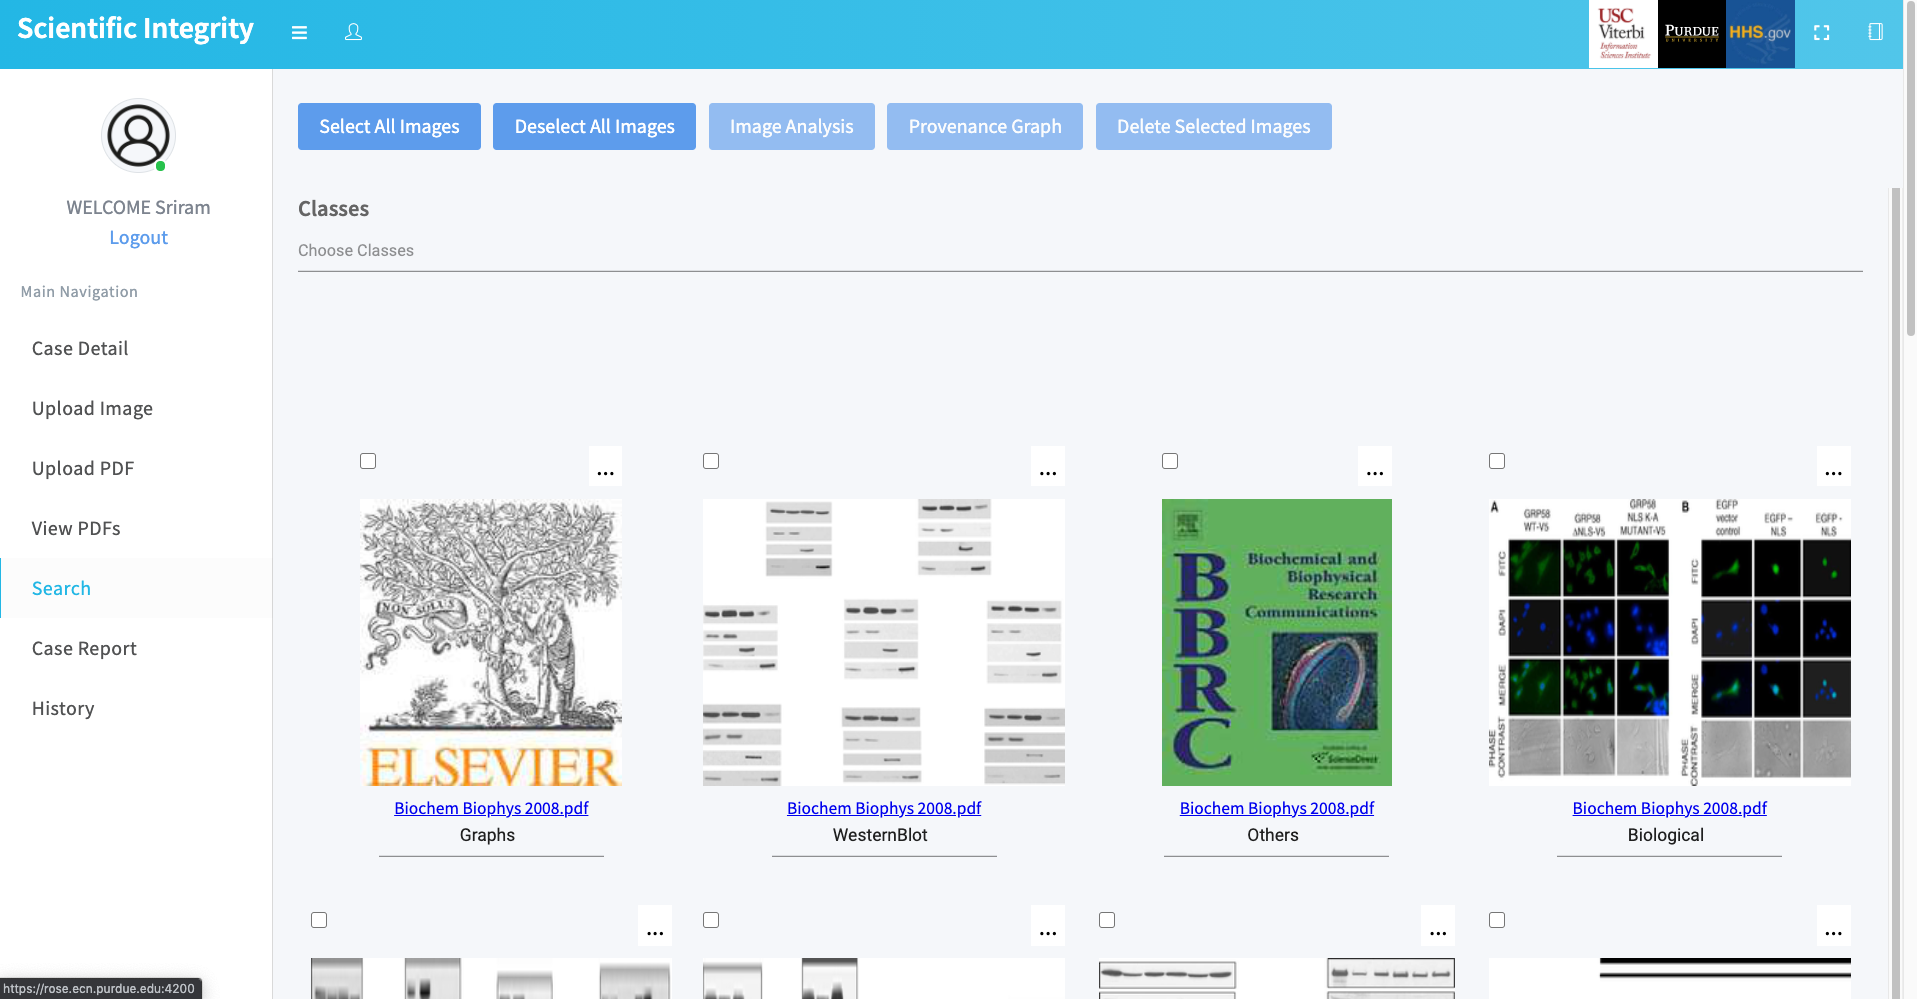 Scientific Integrity
USC
Viterbi
Information
Sciences Institute
PURDUE
UNIVERSITY
HHS.gov
WELCOME Sriram
Logout
Main Navigation
Case Detail
Upload Image
Upload PDF
View PDFs
Search
Case Report
History
Select All Images
Deselect All Images
Image Analysis
Provenance Graph
Delete Selected Images
Classes
Choose Classes
...
...
...
...
NON SOLUS
ELSEVIER
BBRC
Biochemical and
Biophysical
Research
Communications
ScienceDirect
A
GRP58
WT-V5
GRP58
ΔNLS-V5
GRP58
NLS K-A
MUTANT-V5
B
EGFP
vector
control
EGFP -
NLS
EGFP -
NLS
FITC
DAPI
MERGE
PHASE
CONTRAST
FITC
DAPI
MERGE
PHASE
CONTRAST
Biochem Biophys 2008.pdf
Graphs
Biochem Biophys 2008.pdf
WesternBlot
Biochem Biophys 2008.pdf
Others
Biochem Biophys 2008.pdf
Biological
...
...
...
...
https://rose.ecn.purdue.edu:4200